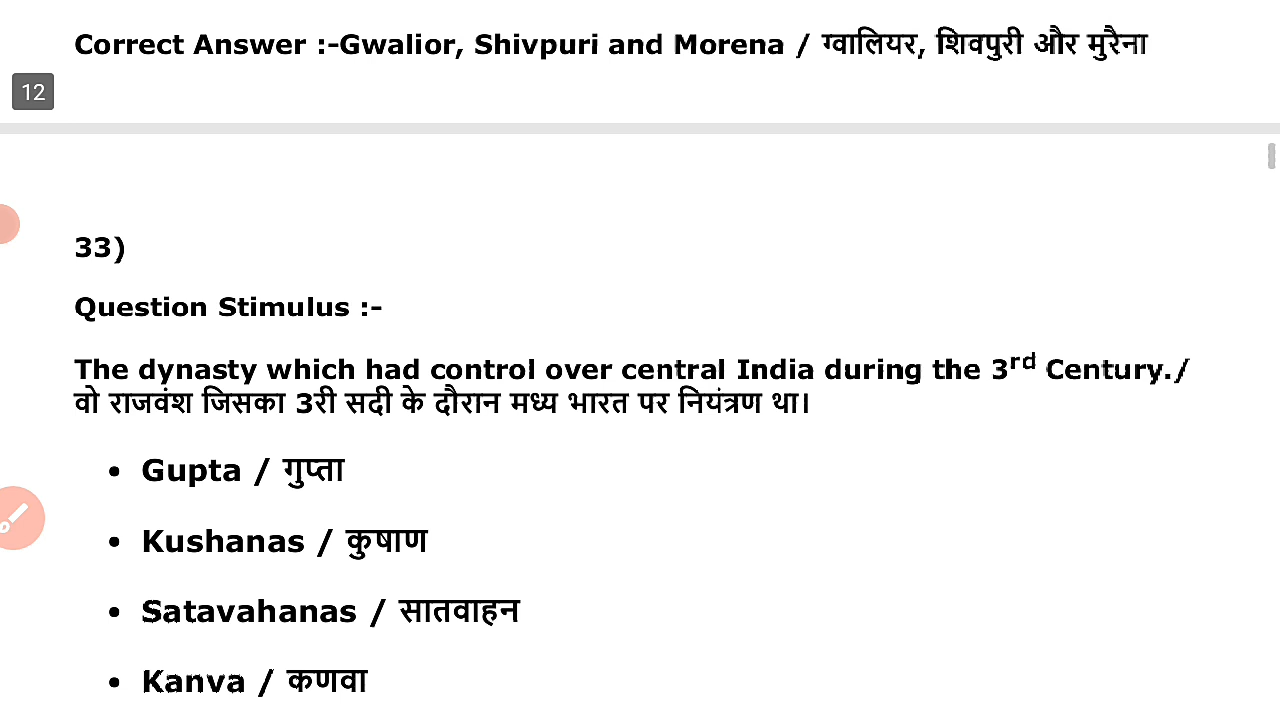 Correct Answer :-Gwalior, Shivpuri and Morena / ग्वालियर, शिवपुरी और मुरैना
12
33)
Question Stimulus :-
The dynasty which had control over central India during the 3rd Century./
वो राजवंश जिसका 3री सदी के दौरान मध्य भारत पर नियंत्रण था।
• Gupta / गुप्ता
• Kushanas / कुषाण
• Satavahanas / सातवाहन
• Kanva / कणवा